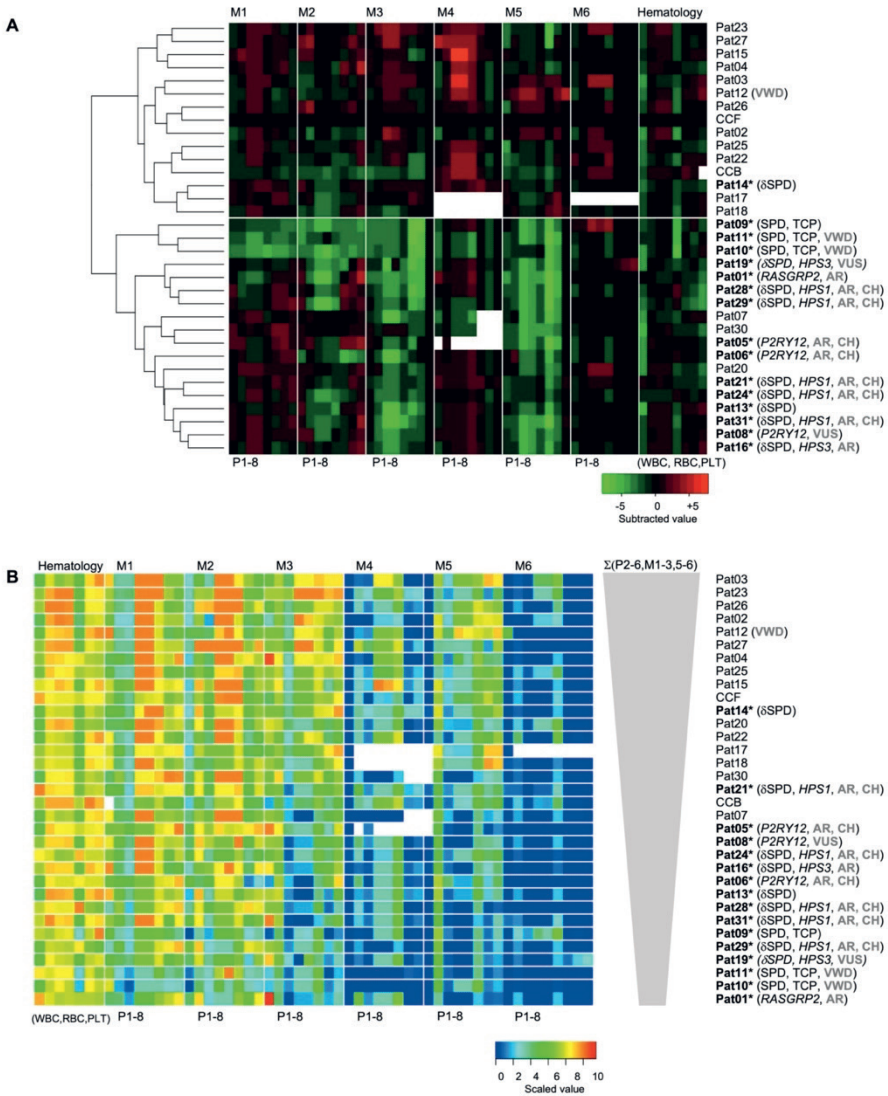 A
M1 M2 M3 M4 M5 M6 Hematology
Pat23
Pat27
Pat15
Pat04
Pat03
Pat12 (VWD)
Pat26
CCF
Pat02
Pat25
Pat22
CCB
Pat14* (δSPD)
Pat17
Pat18
Pat09* (SPD, TCP)
Pat11* (SPD, TCP, VWD)
Pat10* (SPD, TCP, VWD)
Pat19* (δSPD, HPS3, VUS)
Pat01* (RASGRP2, AR)
Pat28* (δSPD, HPS1, AR, CH)
Pat29* (δSPD, HPS1, AR, CH)
Pat07
Pat30
Pat05* (P2RY12, AR, CH)
Pat06* (P2RY12, AR, CH)
Pat20
Pat21* (δSPD, HPS1, AR, CH)
Pat24* (δSPD, HPS1, AR, CH)
Pat13* (δSPD)
Pat31* (δSPD, HPS1, AR, CH)
Pat08* (P2RY12, VUS)
Pat16* (δSPD, HPS3, AR)
P1-8 P1-8 P1-8 P1-8 P1-8 P1-8 (WBC, RBC,PLT)
-5 0 +5
Subtracted value
B
Hematology M1 M2 M3 M4 M5 M6 Σ(P2-6,M1-3,5-6)
Pat03
Pat23
Pat26
Pat02
Pat12 (VWD)
Pat27
Pat04
Pat25
Pat15
CCF
Pat14* (δSPD)
Pat20
Pat22
Pat17
Pat18
Pat30
Pat21* (δSPD, HPS1, AR, CH)
CCB
Pat07
Pat05* (P2RY12, AR, CH)
Pat08* (P2RY12, VUS)
Pat24* (δSPD, HPS1, AR, CH)
Pat16* (δSPD, HPS3, AR)
Pat06* (P2RY12, AR, CH)
Pat13* (δSPD)
Pat28* (δSPD, HPS1, AR, CH)
Pat31* (δSPD, HPS1, AR, CH)
Pat09* (SPD, TCP)
Pat29* (δSPD, HPS1, AR, CH)
Pat19* (δSPD, HPS3, VUS)
Pat11* (SPD, TCP, VWD)
Pat10* (SPD, TCP, VWD)
Pat01* (RASGRP2, AR)
(WBC,RBC,PLT) P1-8 P1-8 P1-8 P1-8 P1-8 P1-8
0 2 4 6 8 10
Scaled value